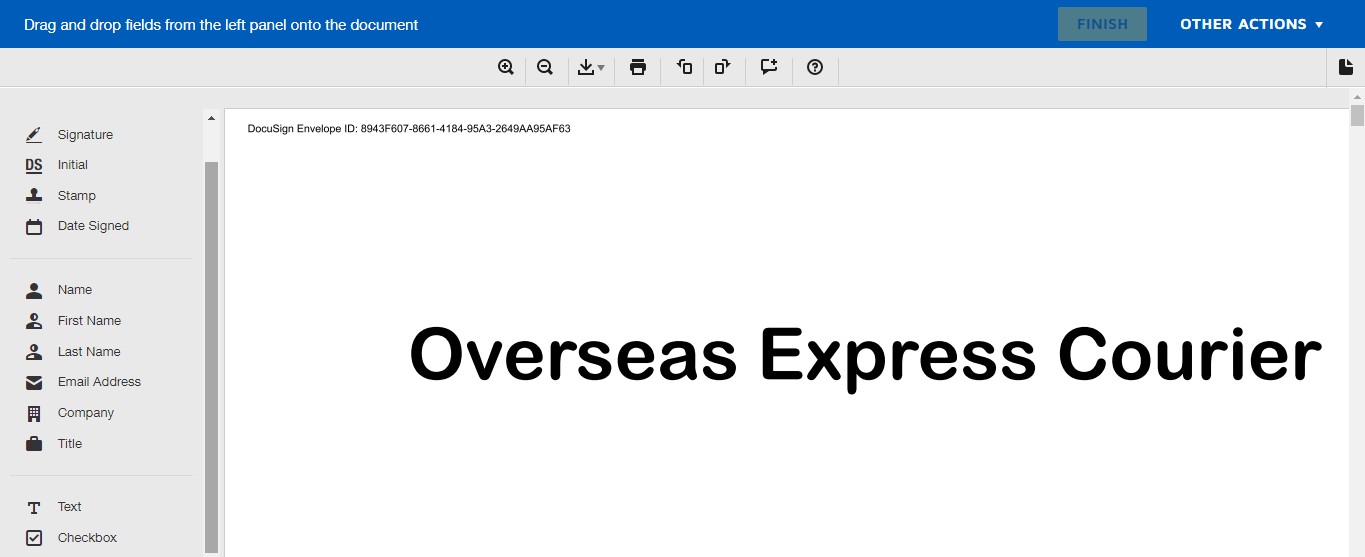 Drag and drop fields from the left panel onto the document
FINISH
OTHER ACTIONS
Signature
DS Initial
Stamp
Date Signed
Name
First Name
Last Name
Email Address
Company
Title
T Text
Checkbox
DocuSign Envelope ID: 8943F607-8661-4184-95A3-2649AA95AF63
Overseas Express Courier